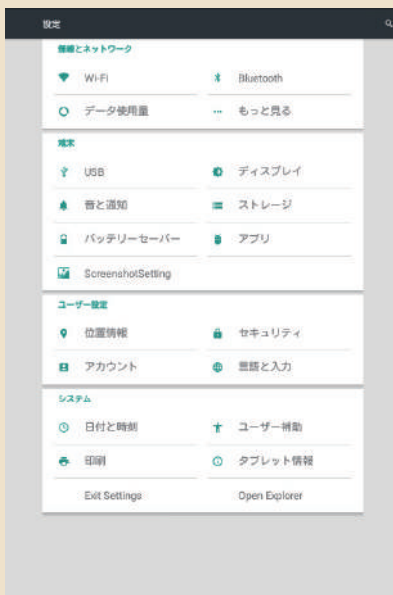 設定
無線とネットワーク
Wi-Fi
Bluetooth
データ使用量
もっと見る
端末
USB
ディスプレイ
音と通知
ストレージ
バッテリーセーバー
アプリ
ScreenshotSetting
ユーザー設定
位置情報
セキュリティ
アカウント
言語と入力
システム
日付と時刻
ユーザー補助
印刷
タブレット情報
Exit Settings
Open Explorer